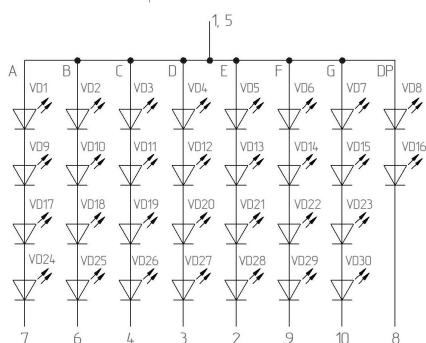 1, 5
A B C D E F G DP
VD1 VD2 VD3 VD4 VD5 VD6 VD7 VD8
VD9 VD10 VD11 VD12 VD13 VD14 VD15 VD16
VD17 VD18 VD19 VD20 VD21 VD22 VD23
VD24 VD25 VD26 VD27 VD28 VD29 VD30
7 6 4 3 2 9 10 8